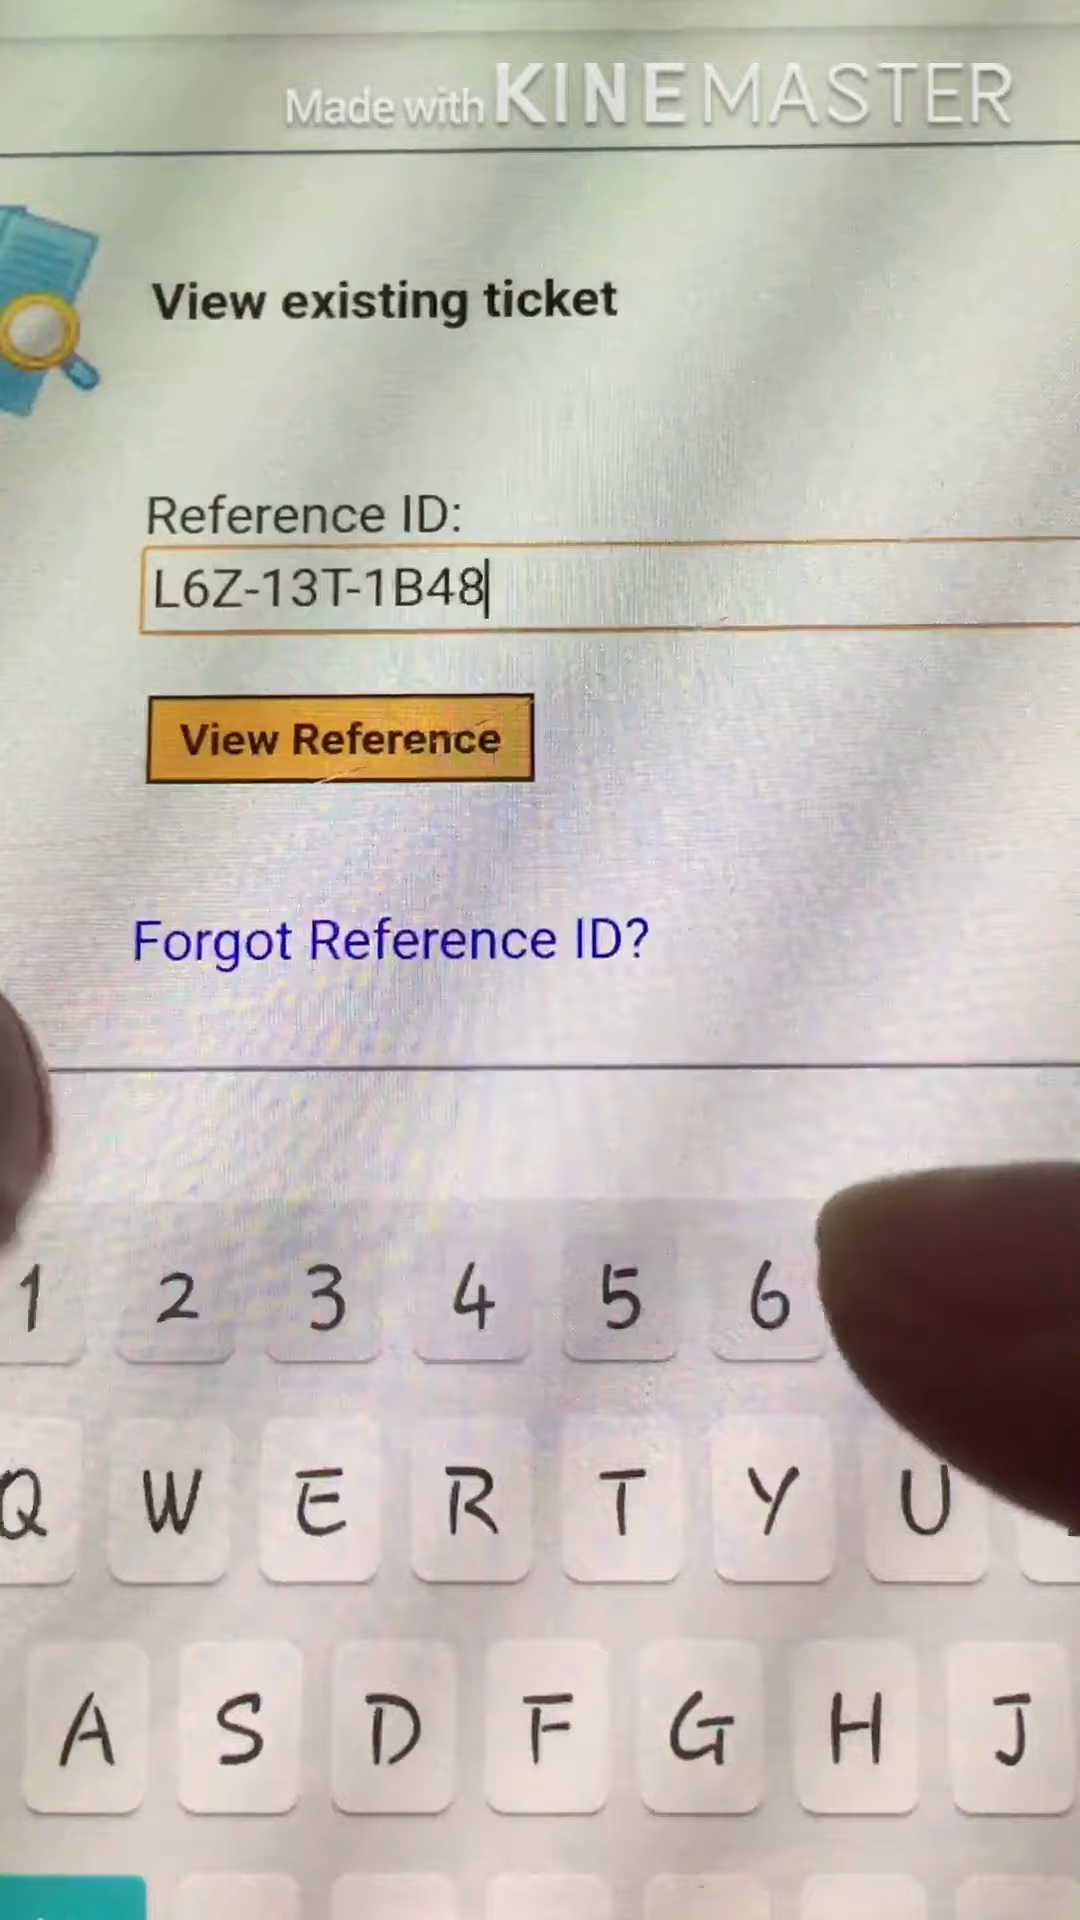 Made with KINEMASTER
View existing ticket
Reference ID:
L6Z-13T-1B48
View Reference
Forgot Reference ID?
1 2 3 4 5 6
Q W E R T Y U
A S D F G H J